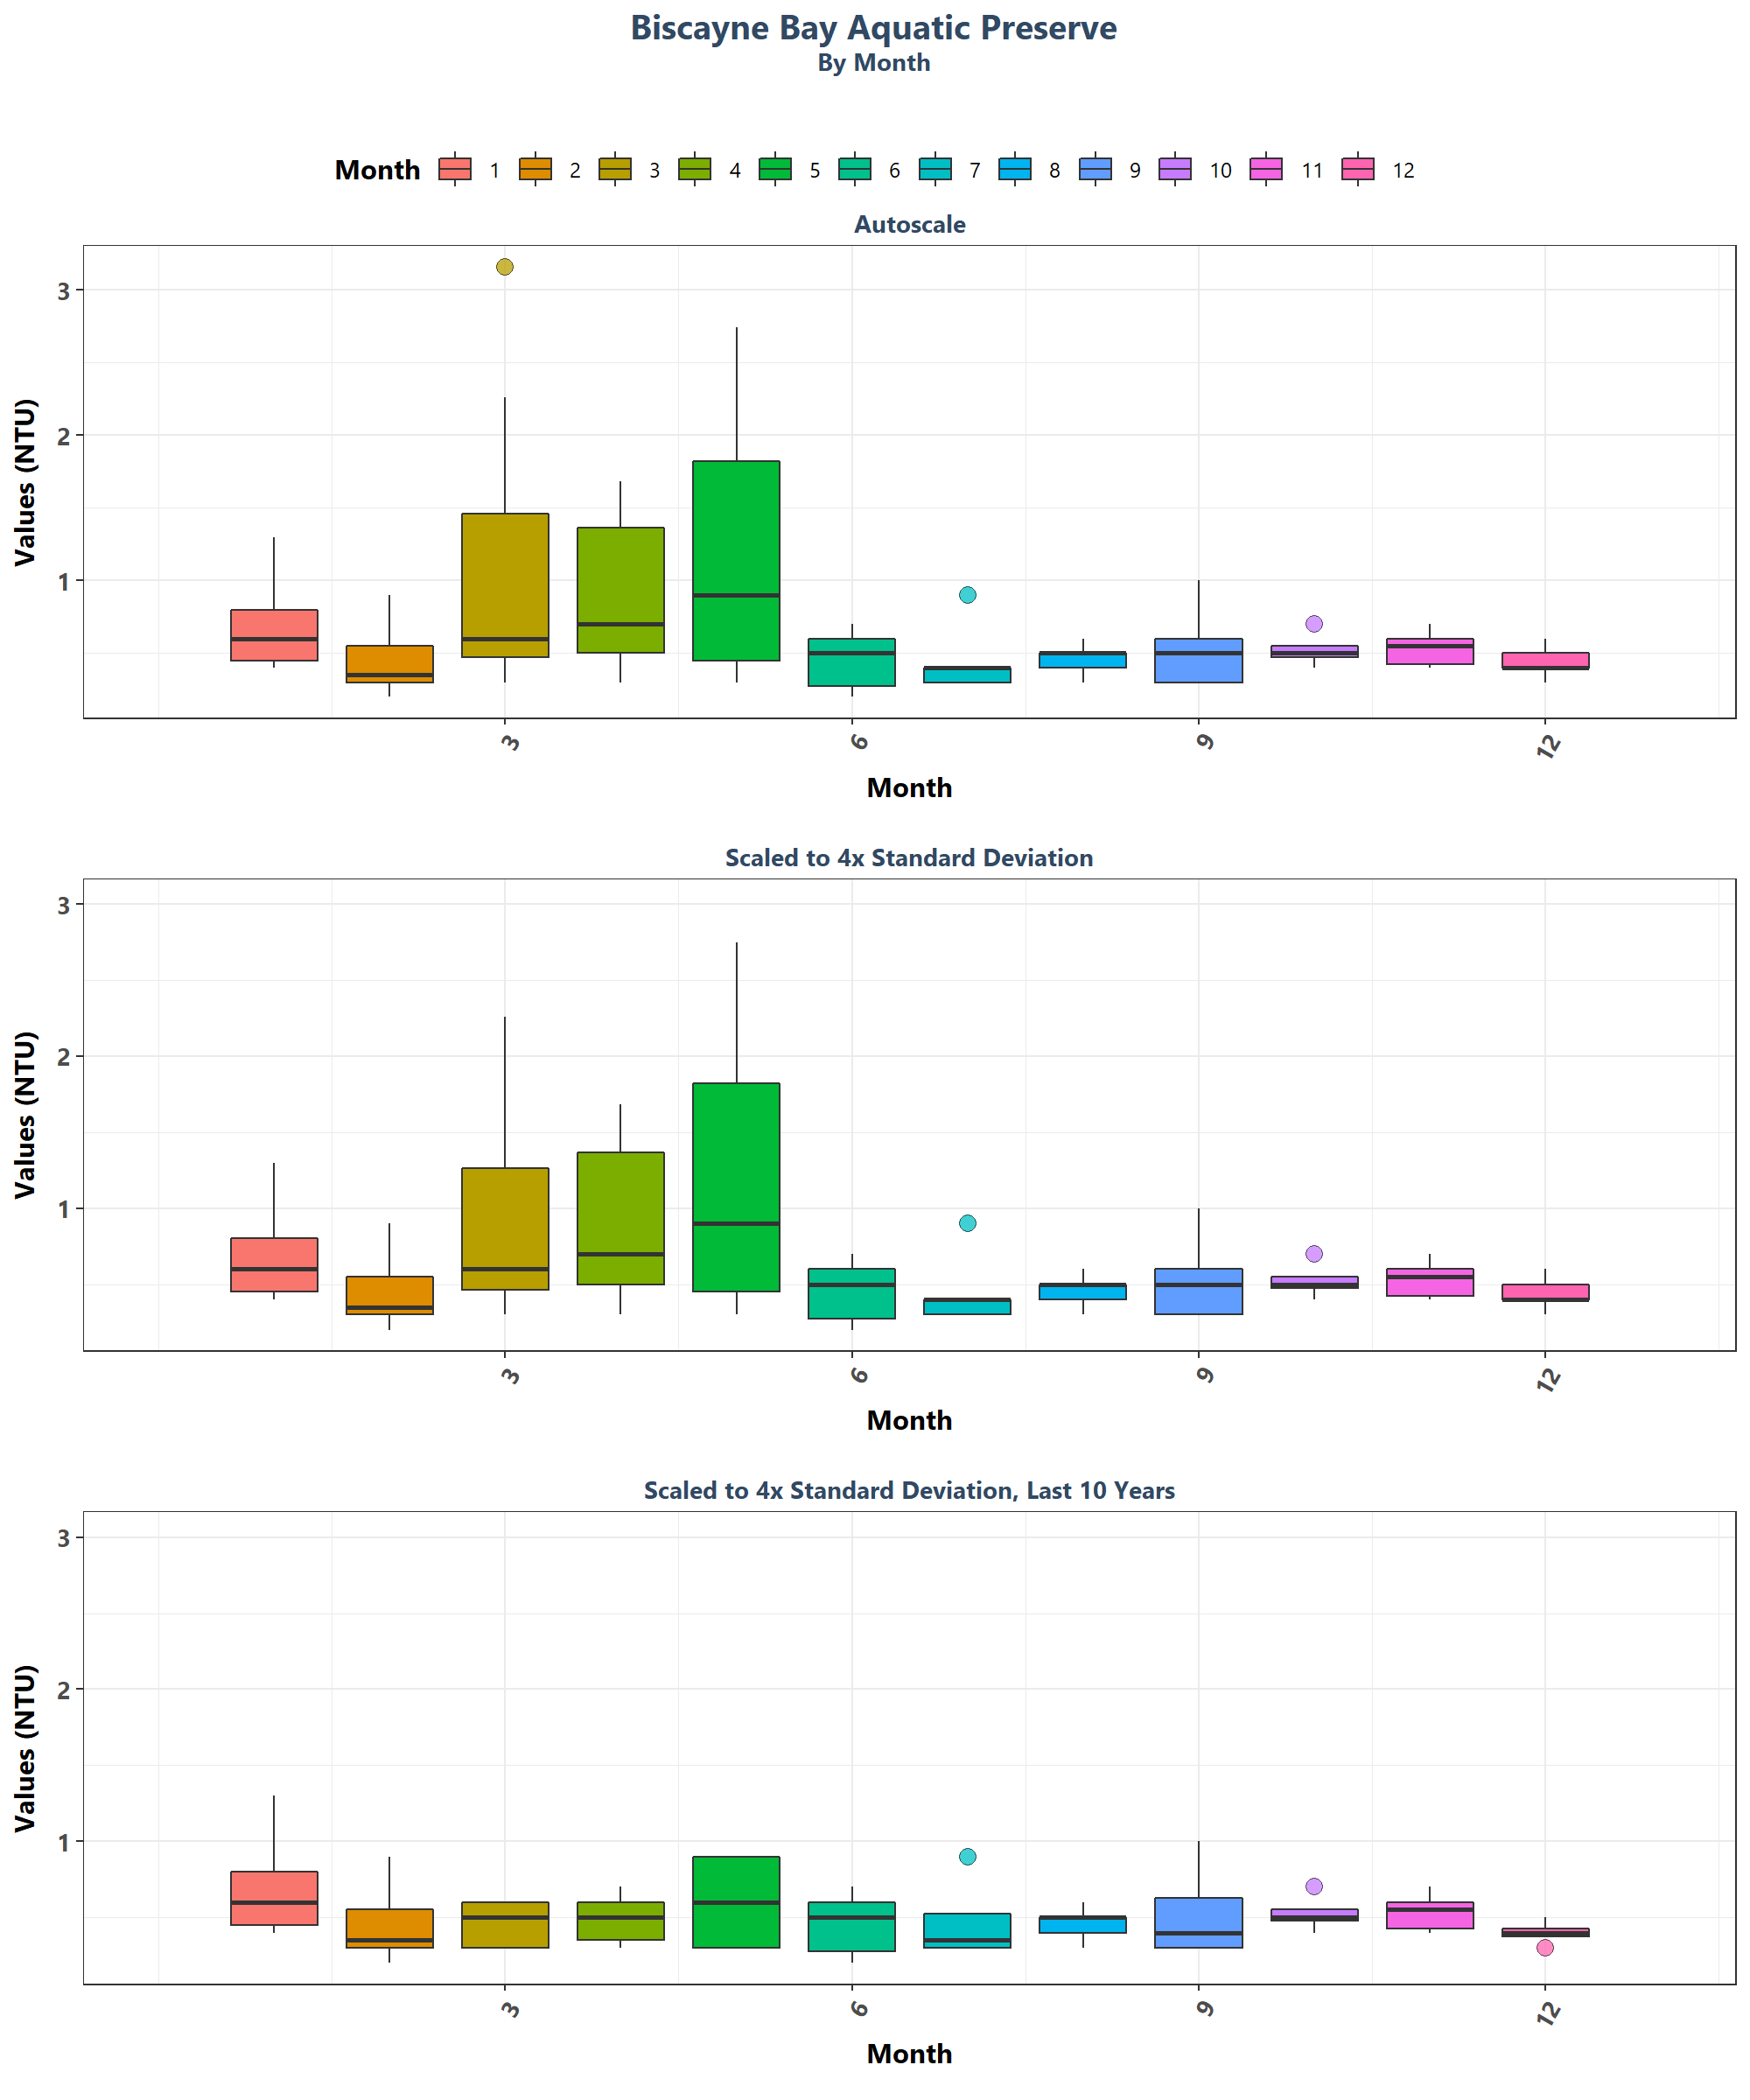 Biscayne Bay Aquatic Preserve
By Month
Month 1 2 3 4 5 6 7 8 9 10 11 12
Autoscale
Values (NTU)
3
2
1
3 6 9 12
Month
Scaled to 4x Standard Deviation
Values (NTU)
3
2
1
3 6 9 12
Month
Scaled to 4x Standard Deviation, Last 10 Years
Values (NTU)
3
2
1
3 6 9 12
Month